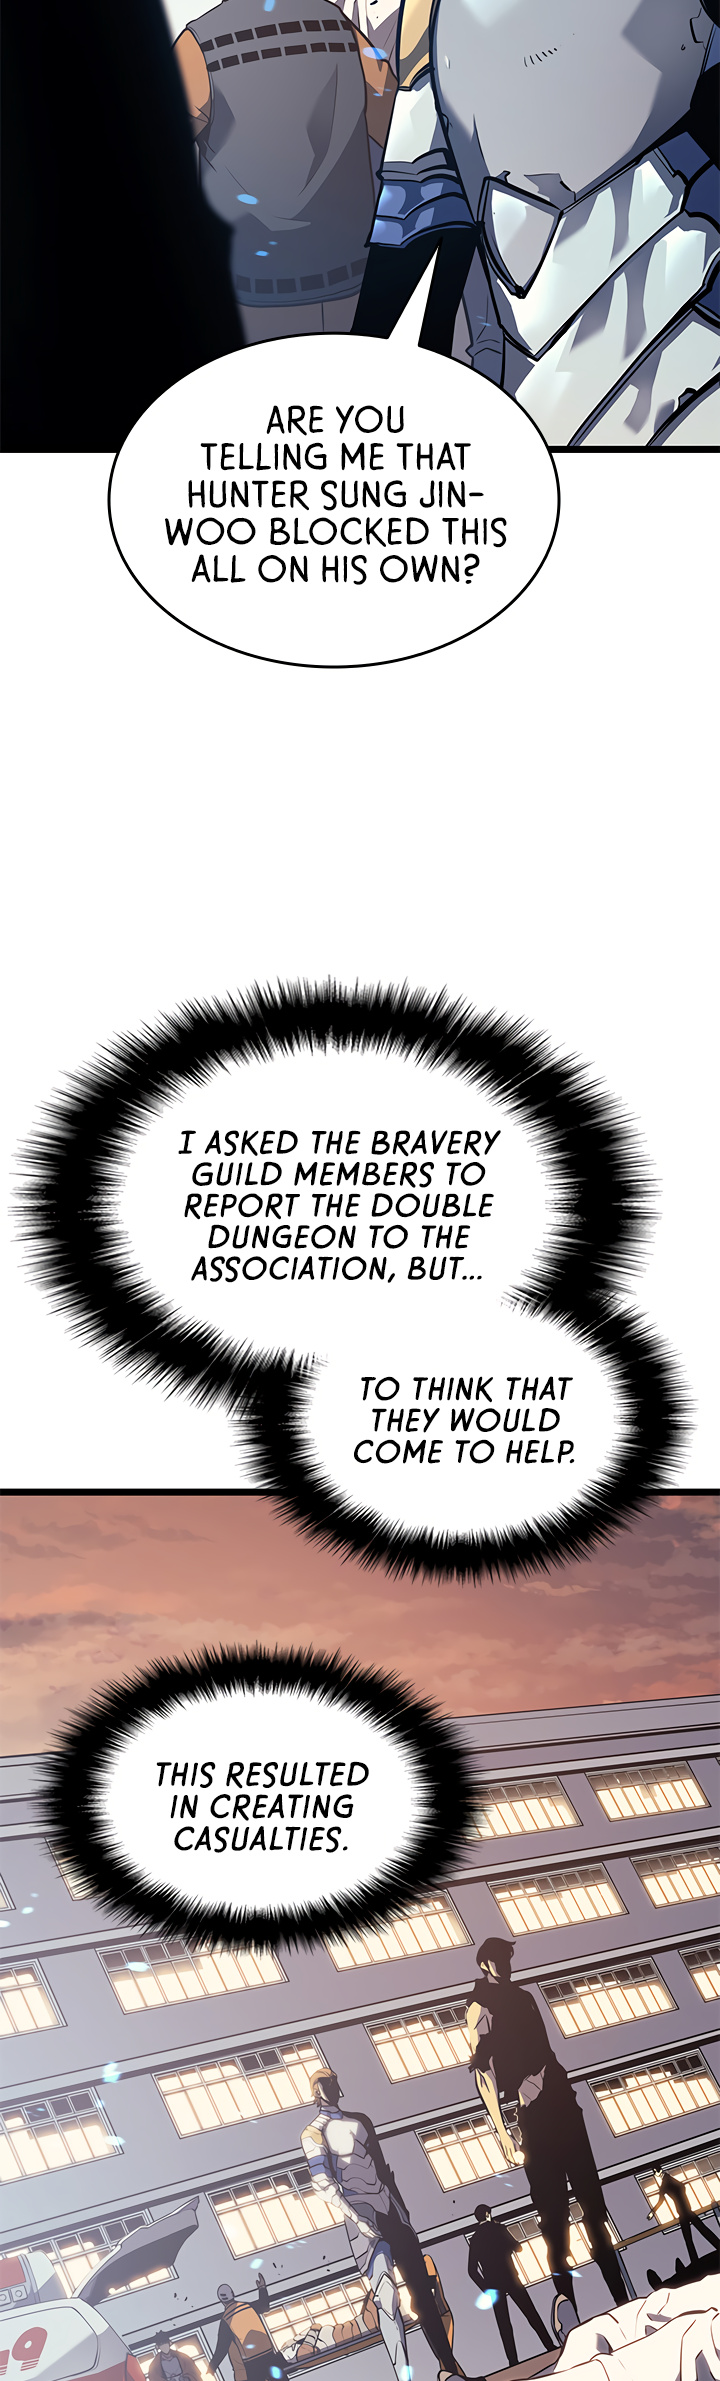 ARE YOU
TELLING ME THAT
HUNTER SUNG JIN-
WOO BLOCKED THIS
ALL ON HIS OWN?
I ASKED THE BRAVERY
GUILD MEMBERS TO
REPORT THE DOUBLE
DUNGEON TO THE
ASSOCIATION, BUT...
TO THINK THAT
THEY WOULD
COME TO HELP.
THIS RESULTED
IN CREATING
CASUALTIES.
19